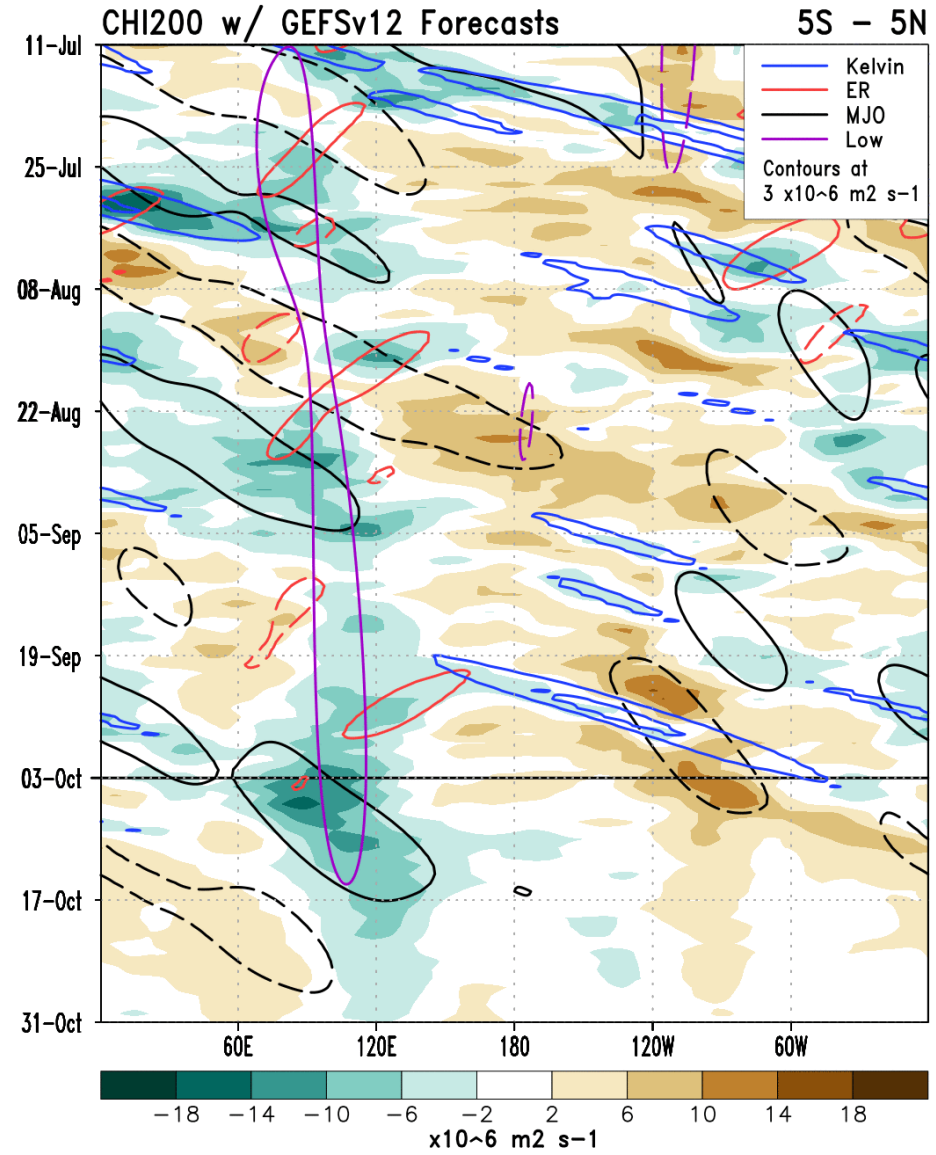 CHI200 w/ GEFSv12 Forecasts 5S - 5N
11-Jul
25-Jul
08-Aug
22-Aug
05-Sep
19-Sep
03-Oct
17-Oct
31-Oct
Kelvin
ER
MJO
Low
Contours at
3 x10^6 m2 s-1
60E 120E 180 120W 60W
-18 -14 -10 -6 -2 2 6 10 14 18
x10^6 m2 s-1